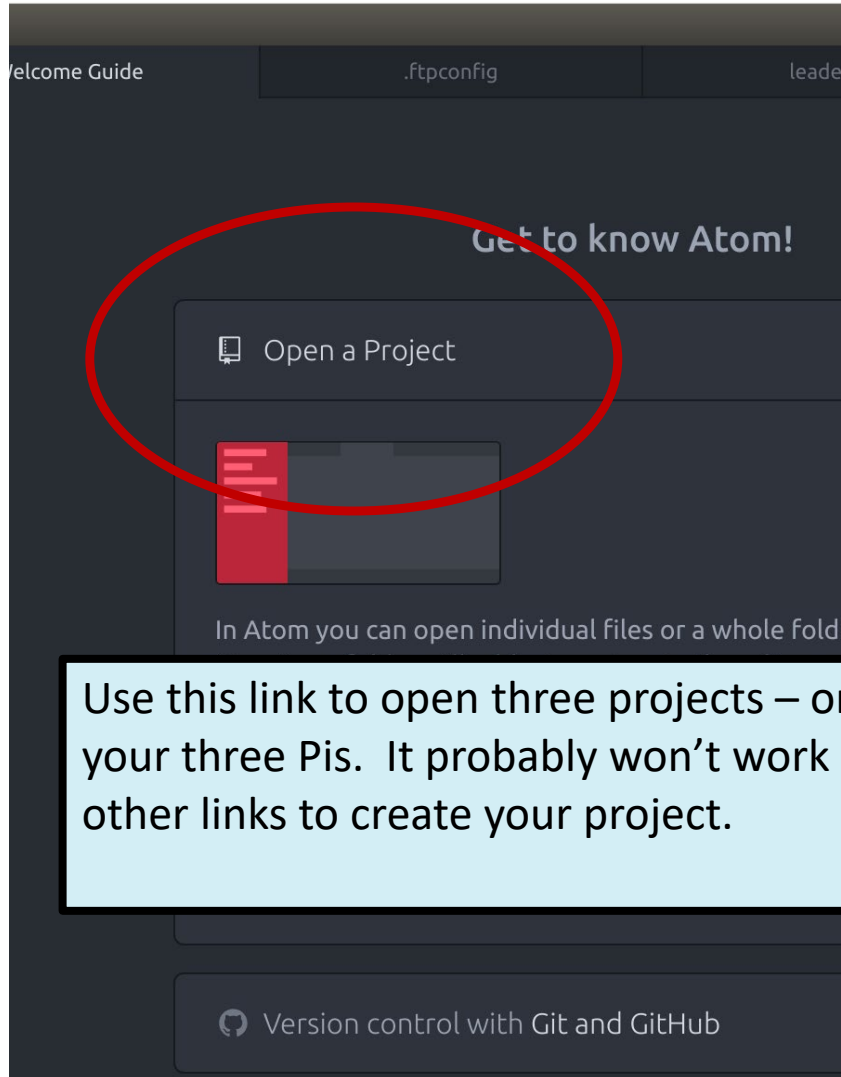 Welcome Guide
.ftpconfig
leade
Get to know Atom!
Open a Project
In Atom you can open individual files or a whole fold
Use this link to open three projects – or
your three Pis. It probably won't work
other links to create your project.
Version control with Git and GitHub